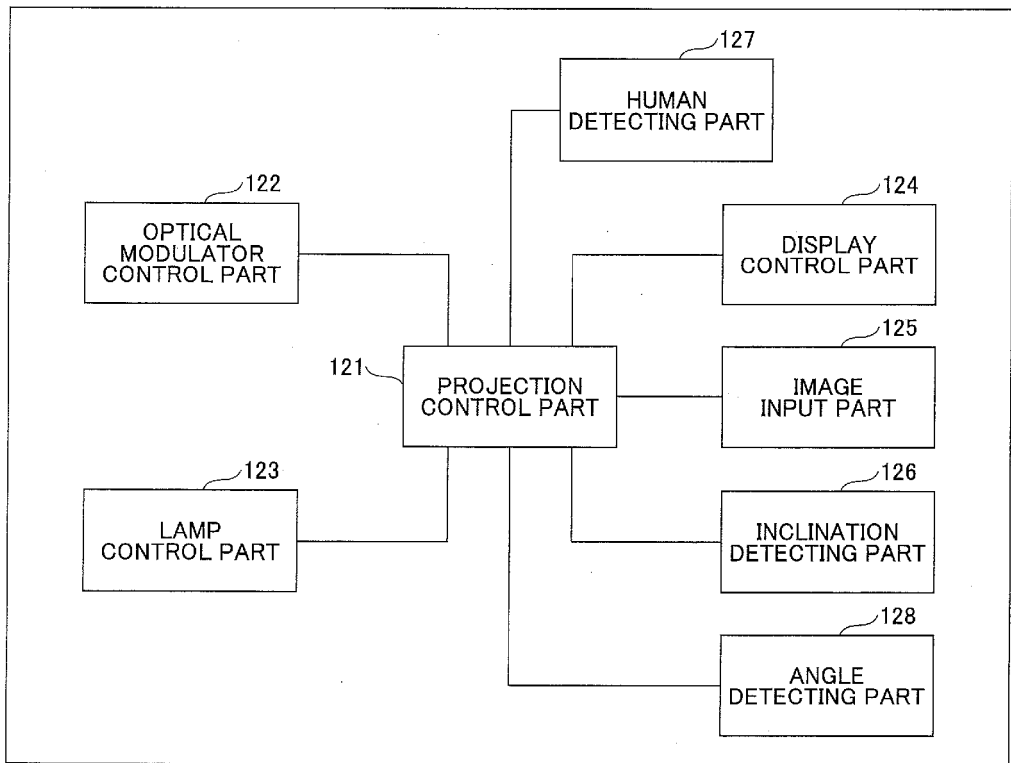 127
HUMAN
DETECTING PART
122
OPTICAL
MODULATOR
CONTROL PART
124
DISPLAY
CONTROL PART
121
PROJECTION
CONTROL PART
125
IMAGE
INPUT PART
123
LAMP
CONTROL PART
126
INCLINATION
DETECTING PART
128
ANGLE
DETECTING PART